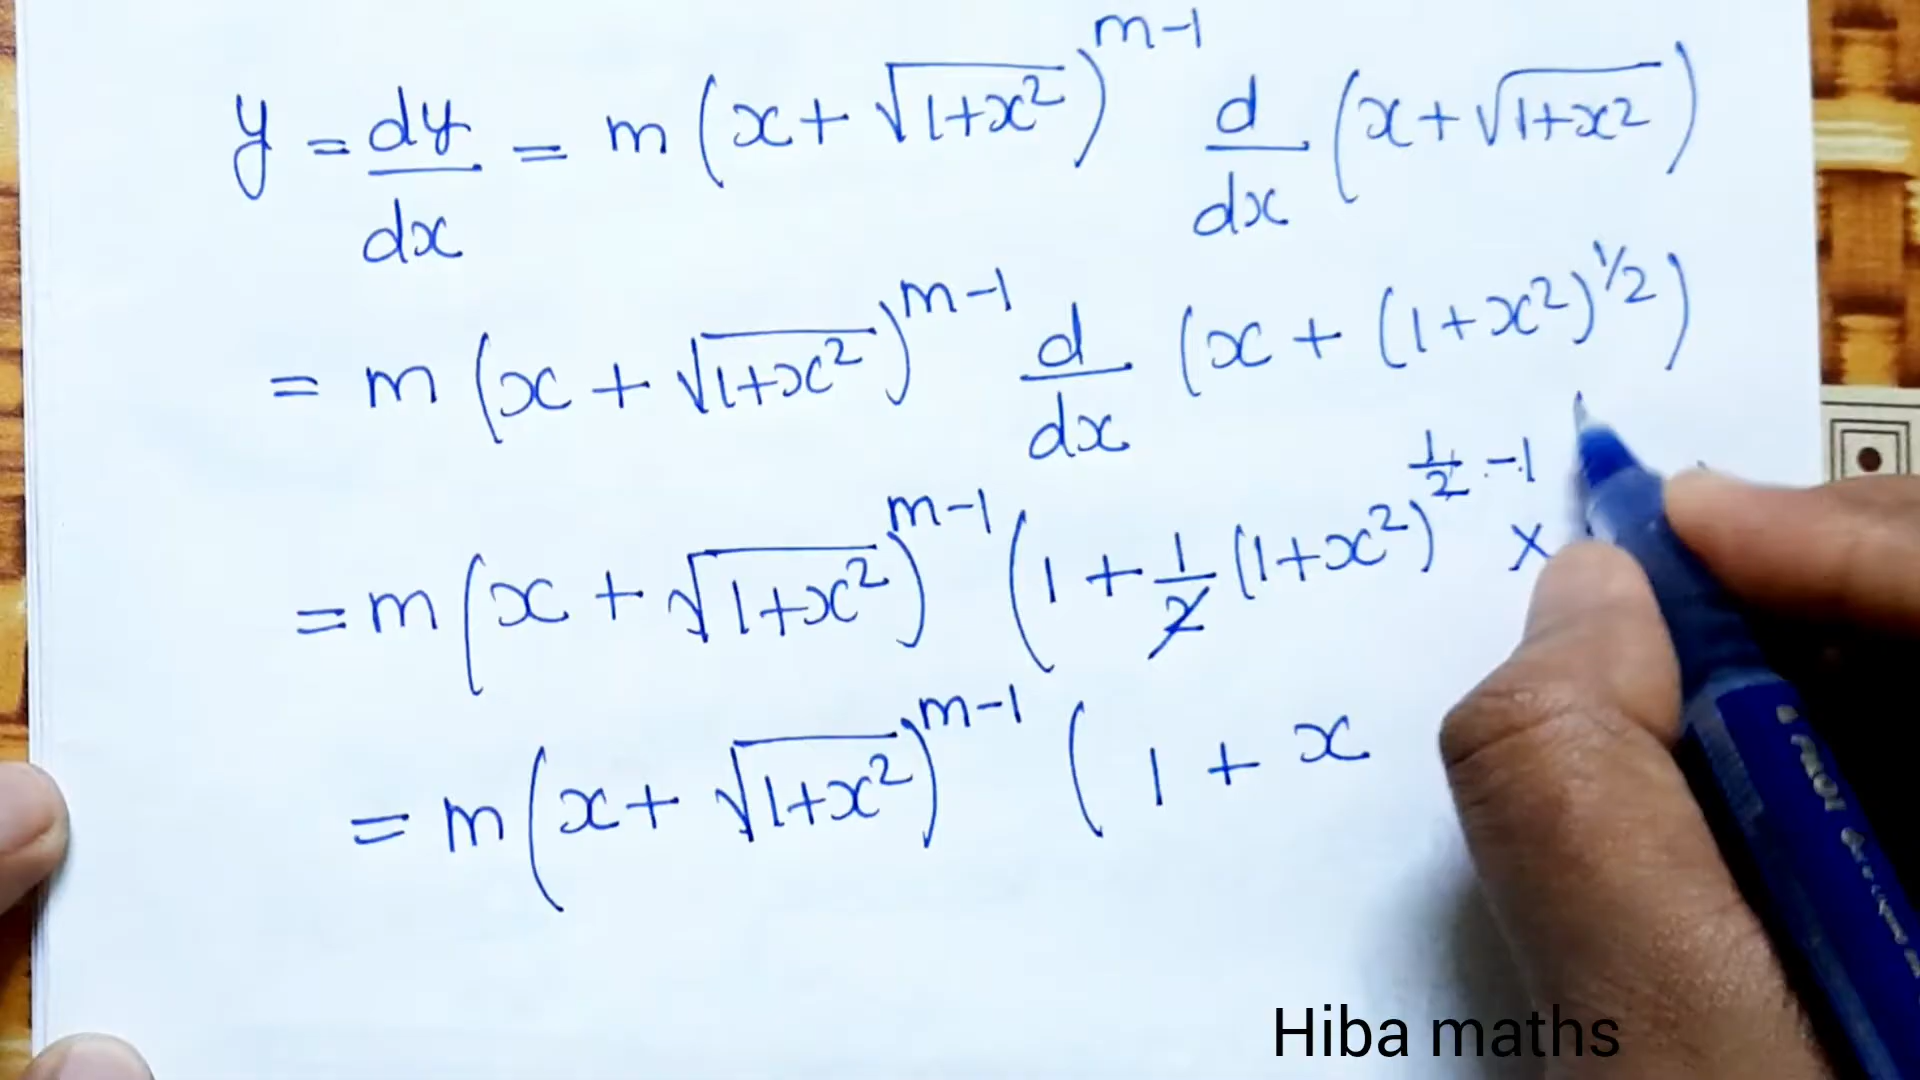 y = dy/dx = m (x + √(1+x²))^(m-1) d/dx (x + √(1+x²))
= m (x + √(1+x²))^(m-1) d/dx (x + (1+x²)^(1/2))
= m (x + √(1+x²))^(m-1) (1 + 1/2 (1+x²)^(1/2 - 1) ×
= m (x + √(1+x²))^(m-1) ( 1 + x
Hiba maths